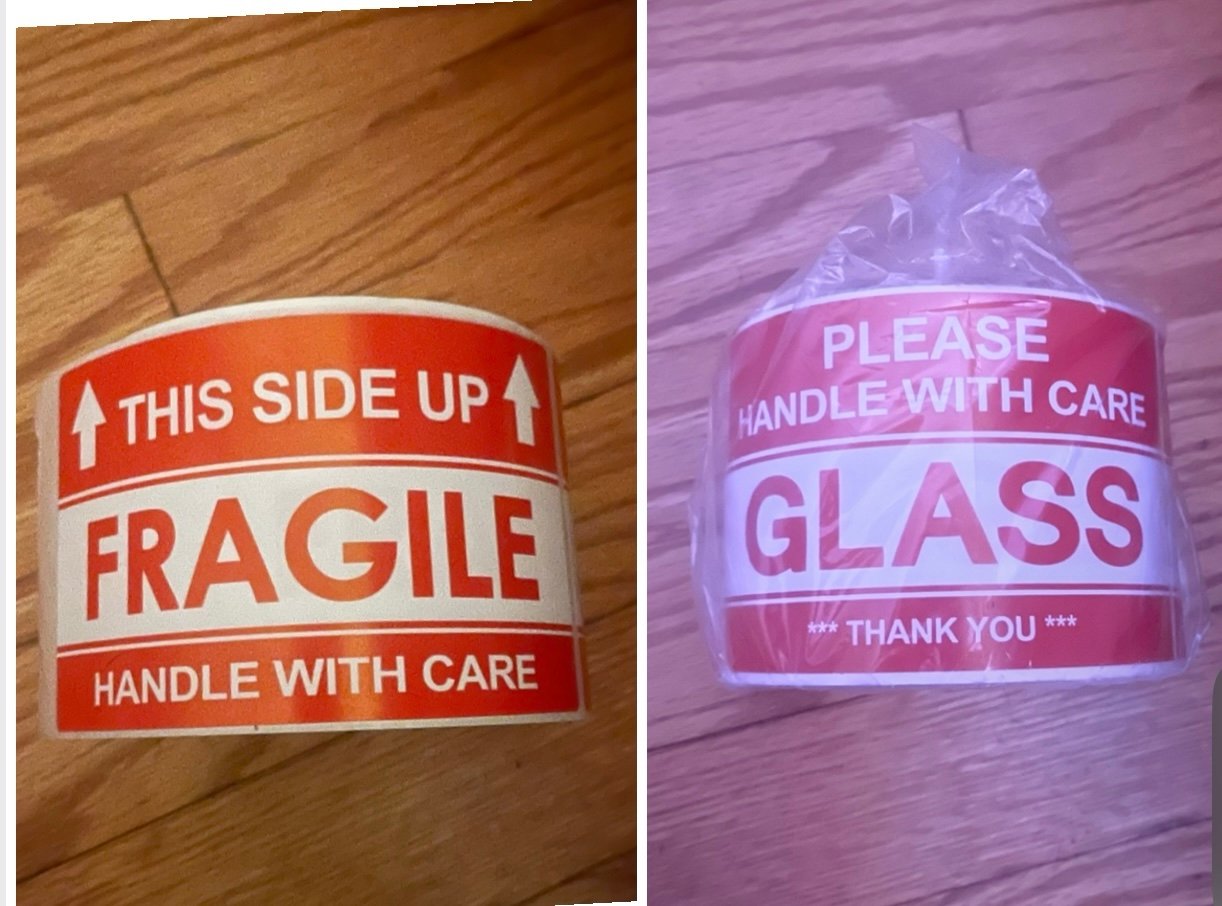 THIS SIDE UP
FRAGILE
HANDLE WITH CARE
PLEASE
HANDLE WITH CARE
GLASS
*** THANK YOU ***